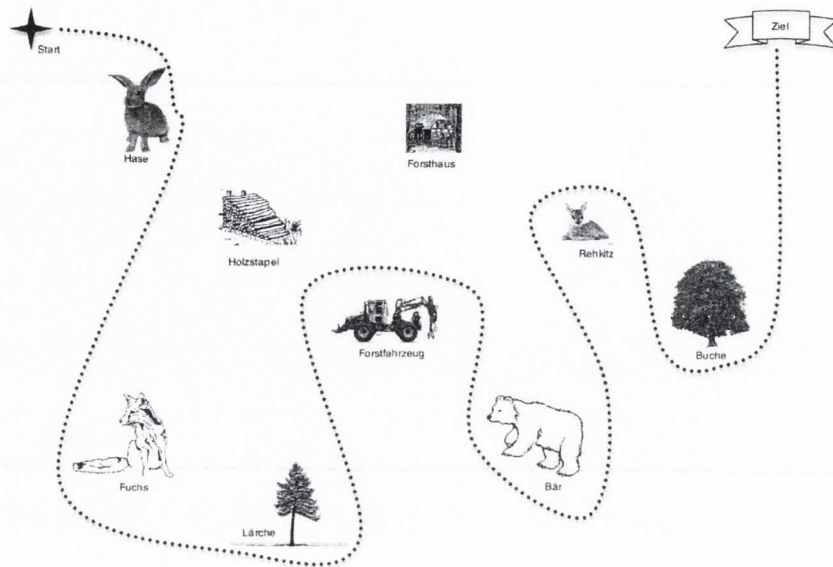 Start
Ziel
Hase
Forsthaus
Holzstapel
Rehkitz
Forstfahrzeug
Buche
Fuchs
Bär
Lärche